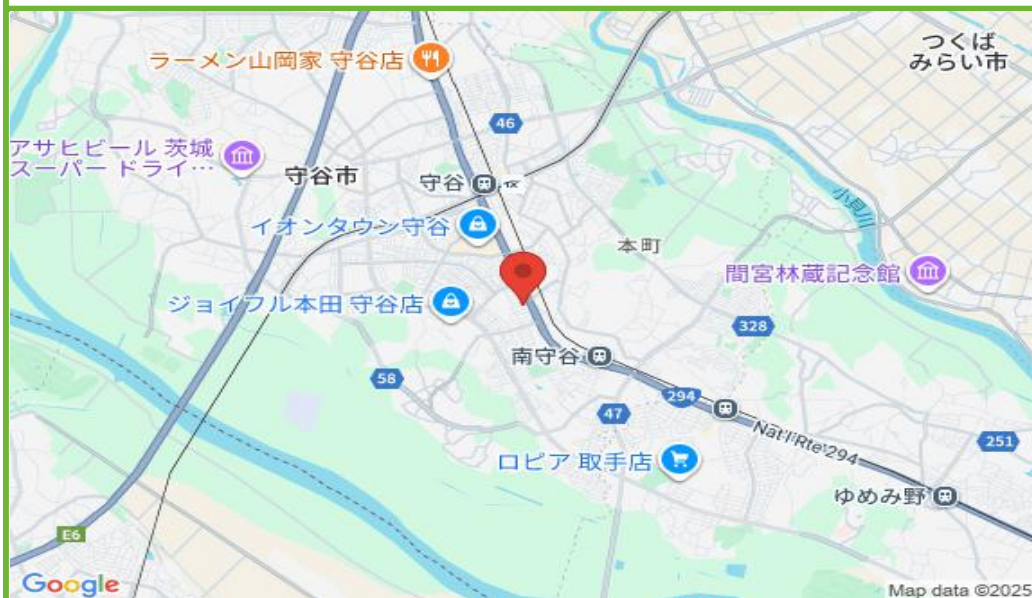 つくば
みらい市
ラーメン山岡家 守谷店
46
アサヒビール 茨城
スーパー ドライ…
守谷市
守谷
小貝川
イオンタウン守谷
本町
間宮林蔵記念館
ジョイフル本田 守谷店
328
南守谷
58
294
47
Nat'l Rte 294
251
ロピア 取手店
ゆめみ野
E6
Google
Map data ©2025